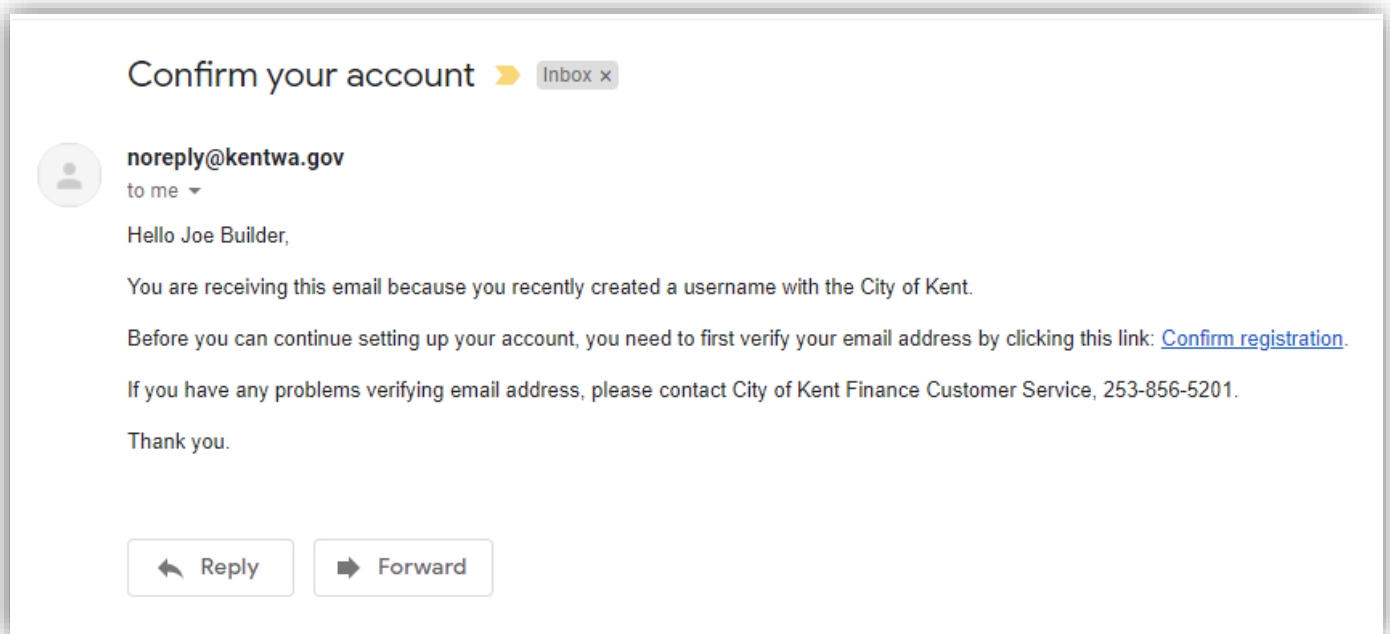 Confirm your account Inbox x
noreply@kentwa.gov
to me
Hello Joe Builder,
You are receiving this email because you recently created a username with the City of Kent.
Before you can continue setting up your account, you need to first verify your email address by clicking this link: Confirm registration.
If you have any problems verifying email address, please contact City of Kent Finance Customer Service, 253-856-5201.
Thank you.
Reply Forward